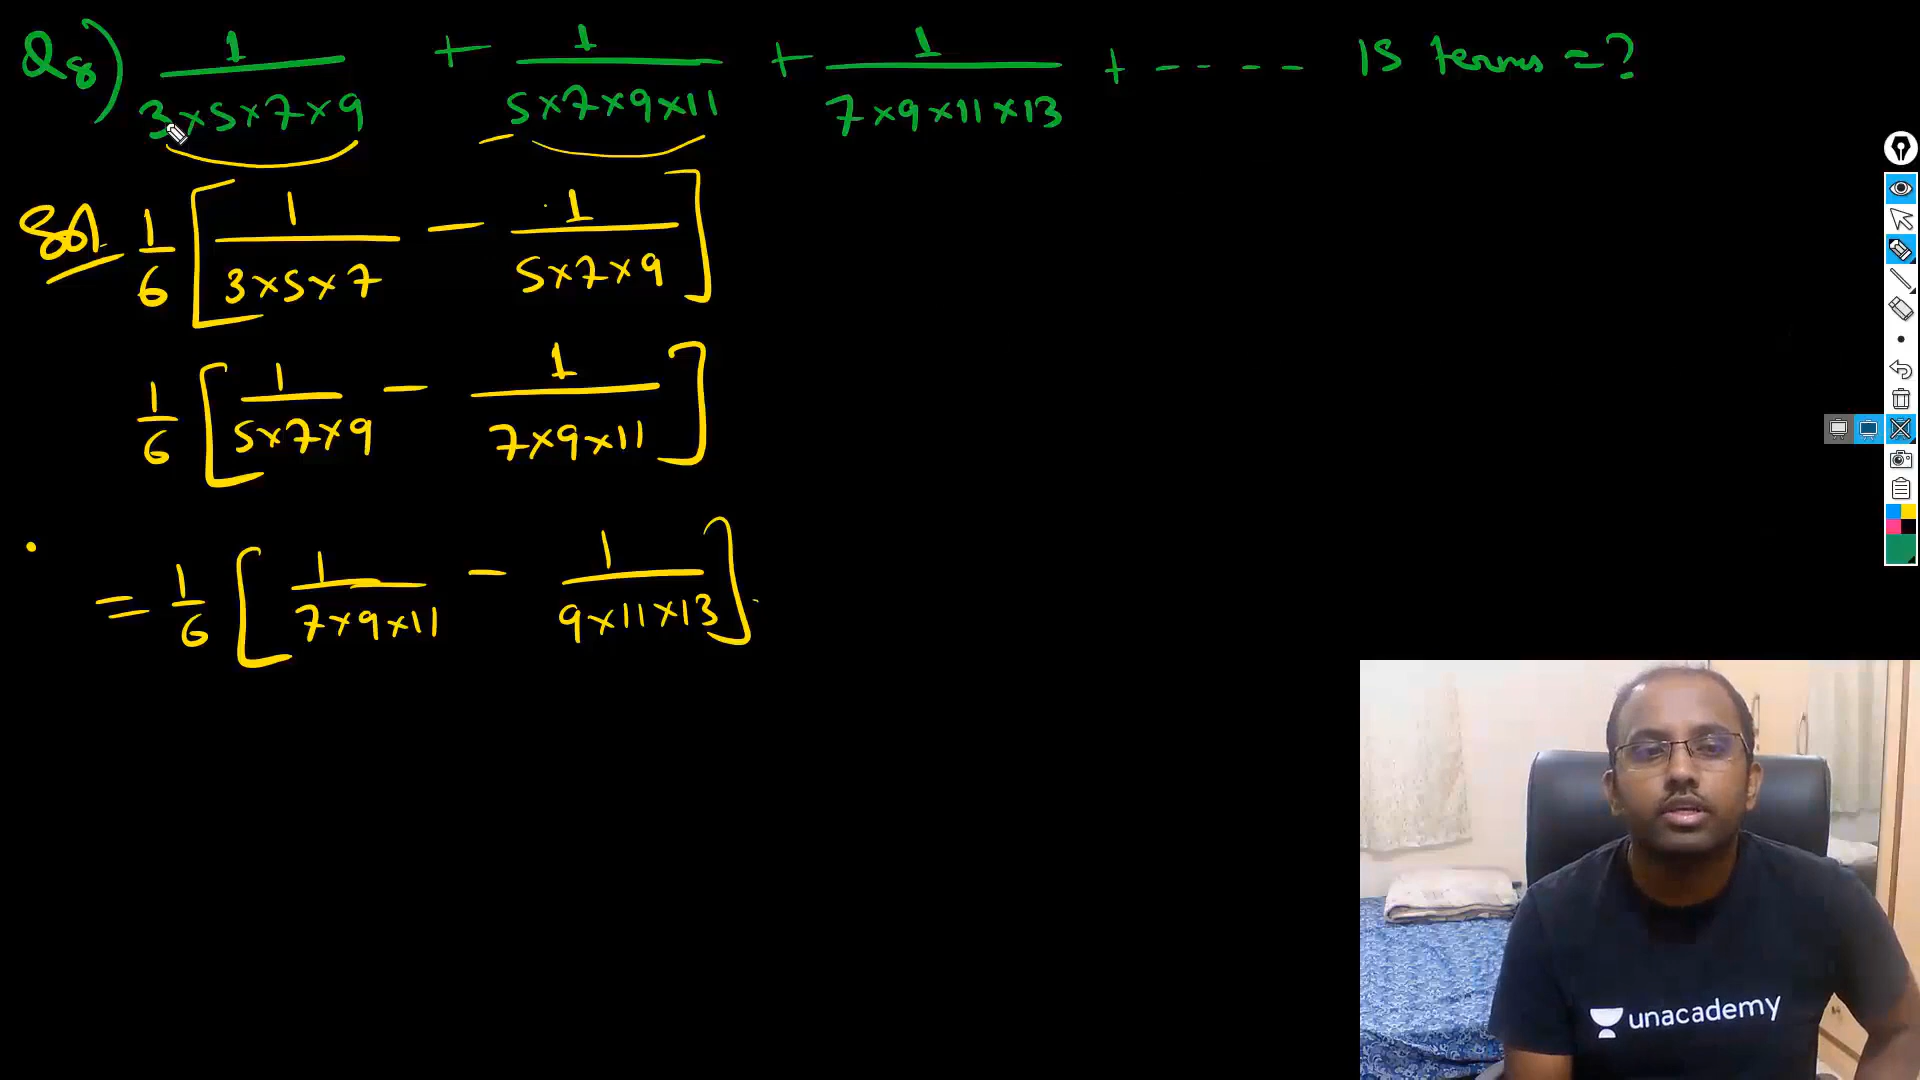 Q8) 1/(3×5×7×9) + 1/(5×7×9×11) + 1/(7×9×11×13) + ----- 15 terms = ?
Sol. 1/6 [ 1/(3×5×7) − 1/(5×7×9) ]
1/6 [ 1/(5×7×9) − 1/(7×9×11) ]
= 1/6 [ 1/(7×9×11) − 1/(9×11×13) ]
unacademy